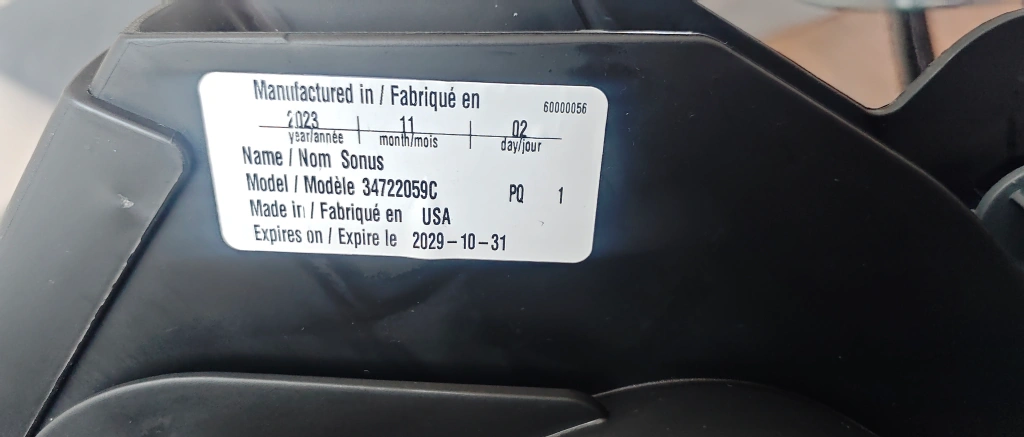 Manufactured in / Fabriqué en 60000056
2023 | 11 | 02
year/année month/mois day/jour
Name / Nom Sonus
Model / Modèle 34722059C PQ 1
Made in / Fabriqué en USA
Expires on / Expire le 2029-10-31